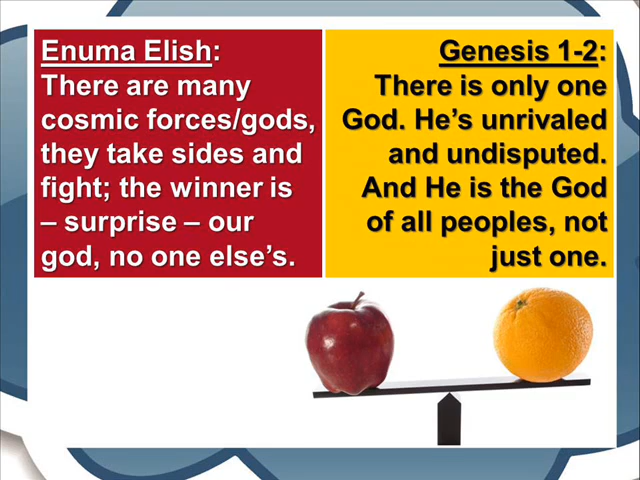 Enuma Elish:
There are many
cosmic forces/gods,
they take sides and
fight; the winner is
– surprise – our
god, no one else’s.
Genesis 1-2:
There is only one
God. He’s unrivaled
and undisputed.
And He is the God
of all peoples, not
just one.